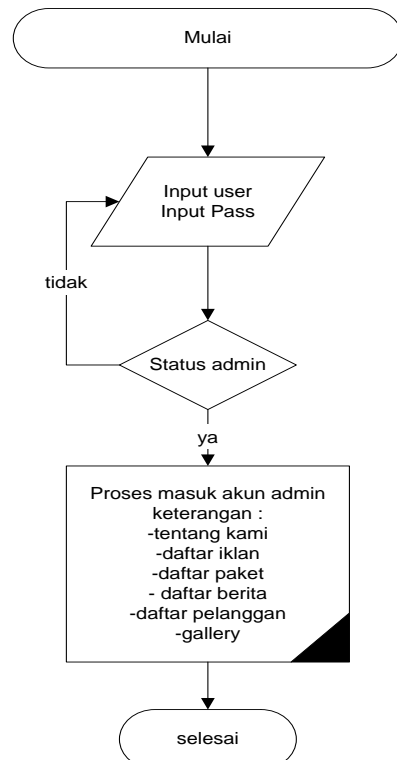 Mulai
Input user
Input Pass
tidak
Status admin
ya
Proses masuk akun admin
keterangan :
-tentang kami
-daftar iklan
-daftar paket
- daftar berita
-daftar pelanggan
-gallery
selesai